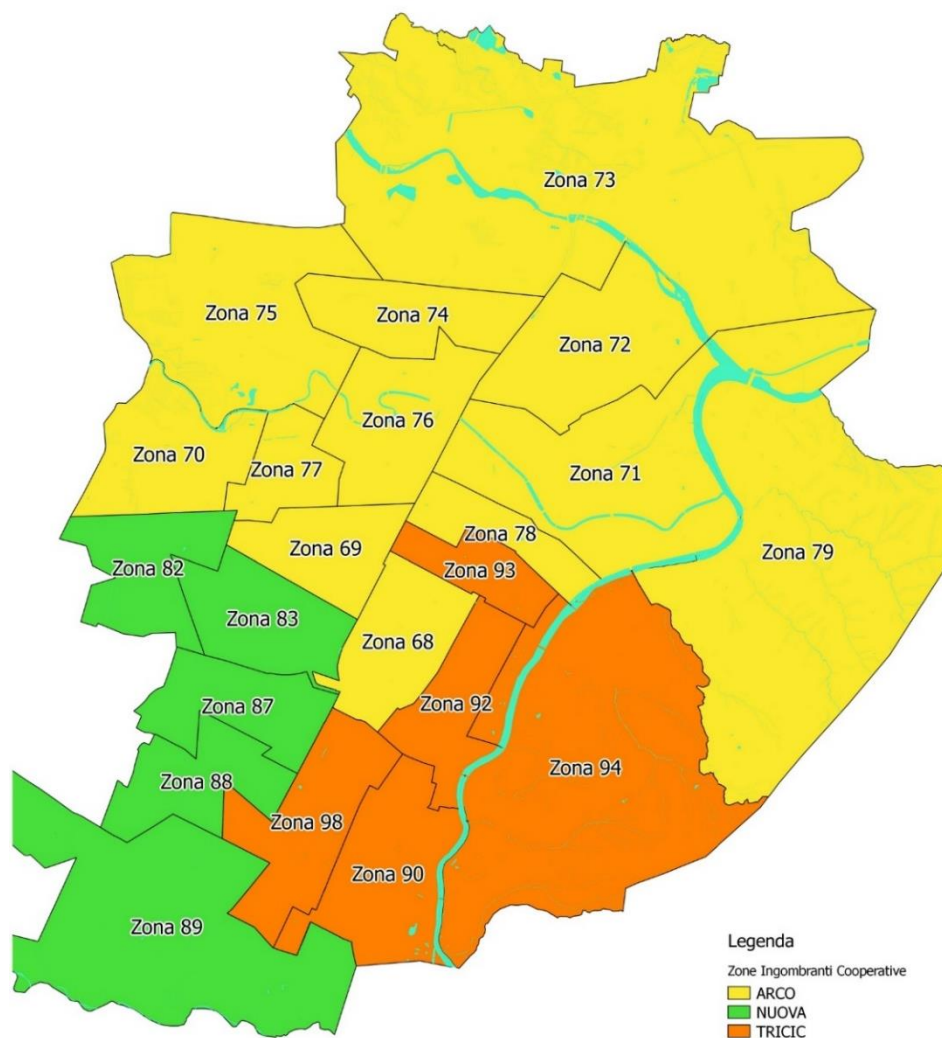 Zona 73
Zona 75
Zona 74
Zona 72
Zona 76
Zona 70
Zona 77
Zona 71
Zona 78
Zona 79
Zona 69
Zona 93
Zona 82
Zona 83
Zona 68
Zona 92
Zona 87
Zona 94
Zona 88
Zona 98
Zona 90
Zona 89
Legenda
Zone Ingombranti Cooperative
ARCO
NUOVA
TRICIC